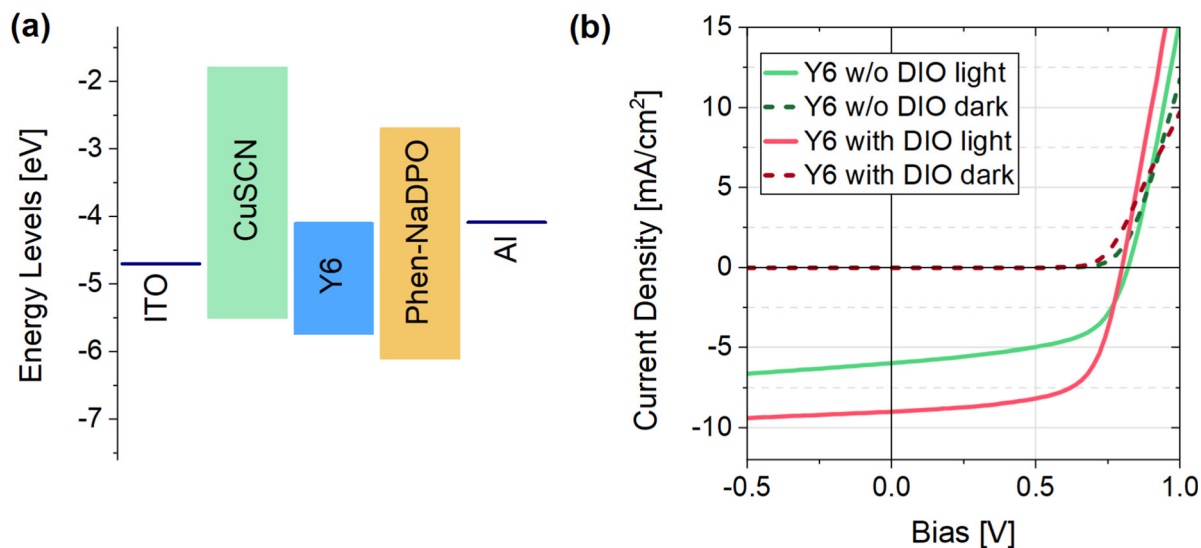 (a)
Energy Levels [eV]
-2
-3
-4
-5
-6
-7
ITO
CuSCN
Y6
Phen-NaDPO
Al
(b)
Current Density [mA/cm²]
15
10
5
0
-5
-10
Y6 w/o DIO light
Y6 w/o DIO dark
Y6 with DIO light
Y6 with DIO dark
-0.5
0.0
0.5
1.0
Bias [V]